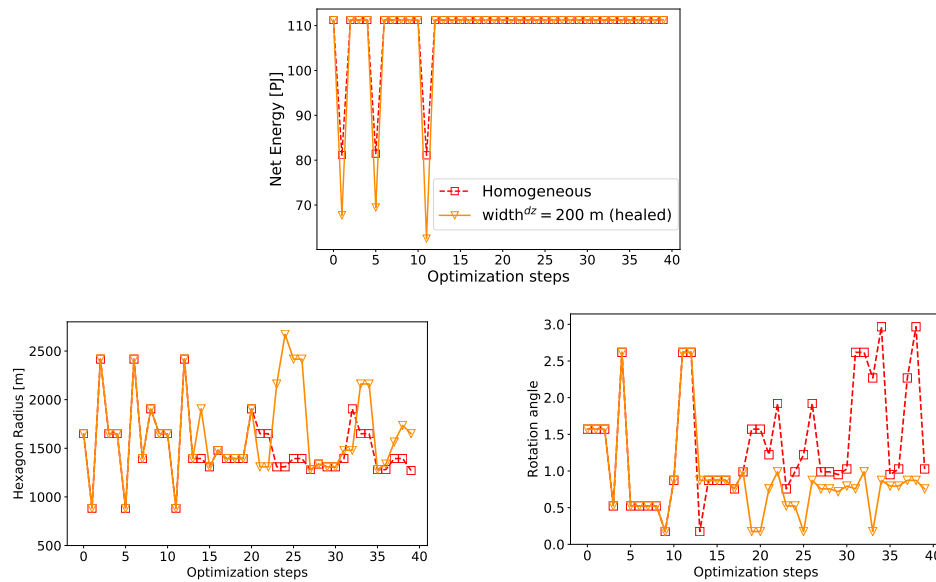 Net Energy [PJ]
110
100
90
80
70
0 5 10 15 20 25 30 35 40
Optimization steps
Homogeneous
width^{dz} = 200 m (healed)
Hexagon Radius [m]
2500
2000
1500
1000
500
0 5 10 15 20 25 30 35 40
Optimization steps
Rotation angle
3.0
2.5
2.0
1.5
1.0
0.5
0.0
0 5 10 15 20 25 30 35 40
Optimization steps